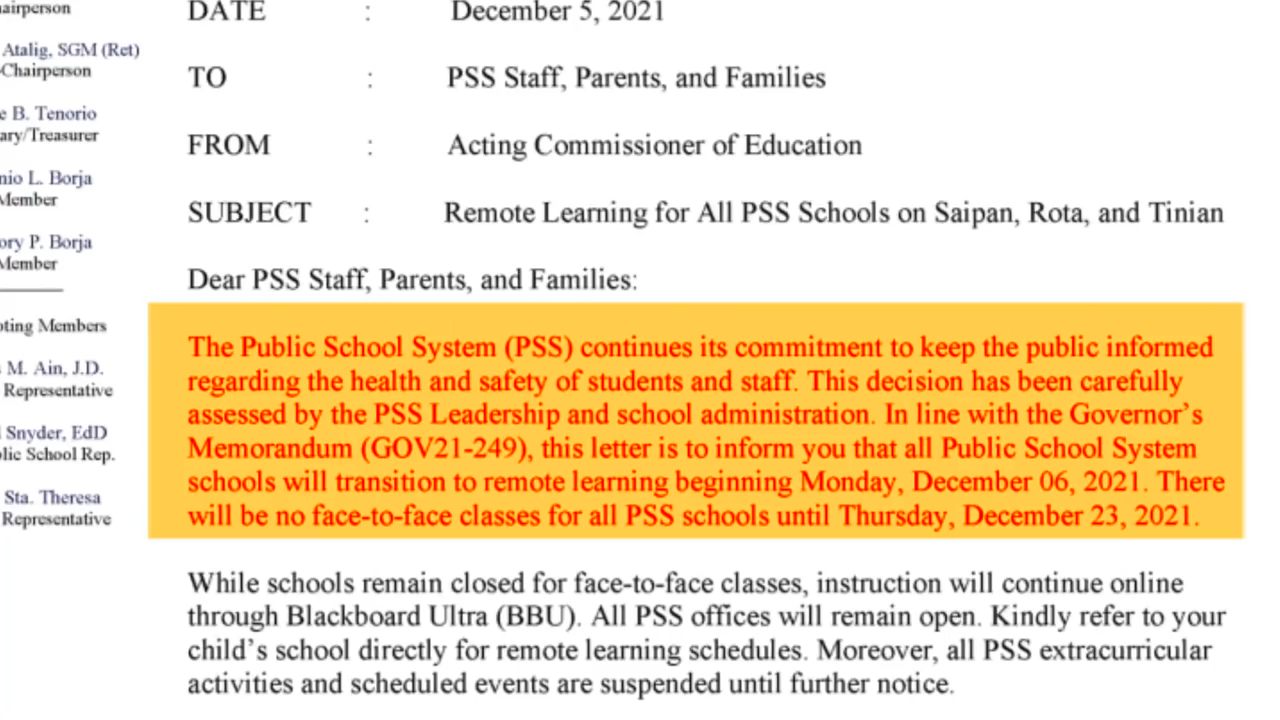 airperson
Atalig, SGM (Ret)
Chairperson
e B. Tenorio
ary/Treasurer
nio L. Borja
Member
ory P. Borja
Member
oting Members
M. Ain, J.D.
Representative
Snyder, EdD
lic School Rep.
Sta. Theresa
Representative
DATE : December 5, 2021
TO : PSS Staff, Parents, and Families
FROM : Acting Commissioner of Education
SUBJECT : Remote Learning for All PSS Schools on Saipan, Rota, and Tinian
Dear PSS Staff, Parents, and Families:
The Public School System (PSS) continues its commitment to keep the public informed
regarding the health and safety of students and staff. This decision has been carefully
assessed by the PSS Leadership and school administration. In line with the Governor's
Memorandum (GOV21-249), this letter is to inform you that all Public School System
schools will transition to remote learning beginning Monday, December 06, 2021. There
will be no face-to-face classes for all PSS schools until Thursday, December 23, 2021.
While schools remain closed for face-to-face classes, instruction will continue online
through Blackboard Ultra (BBU). All PSS offices will remain open. Kindly refer to your
child's school directly for remote learning schedules. Moreover, all PSS extracurricular
activities and scheduled events are suspended until further notice.